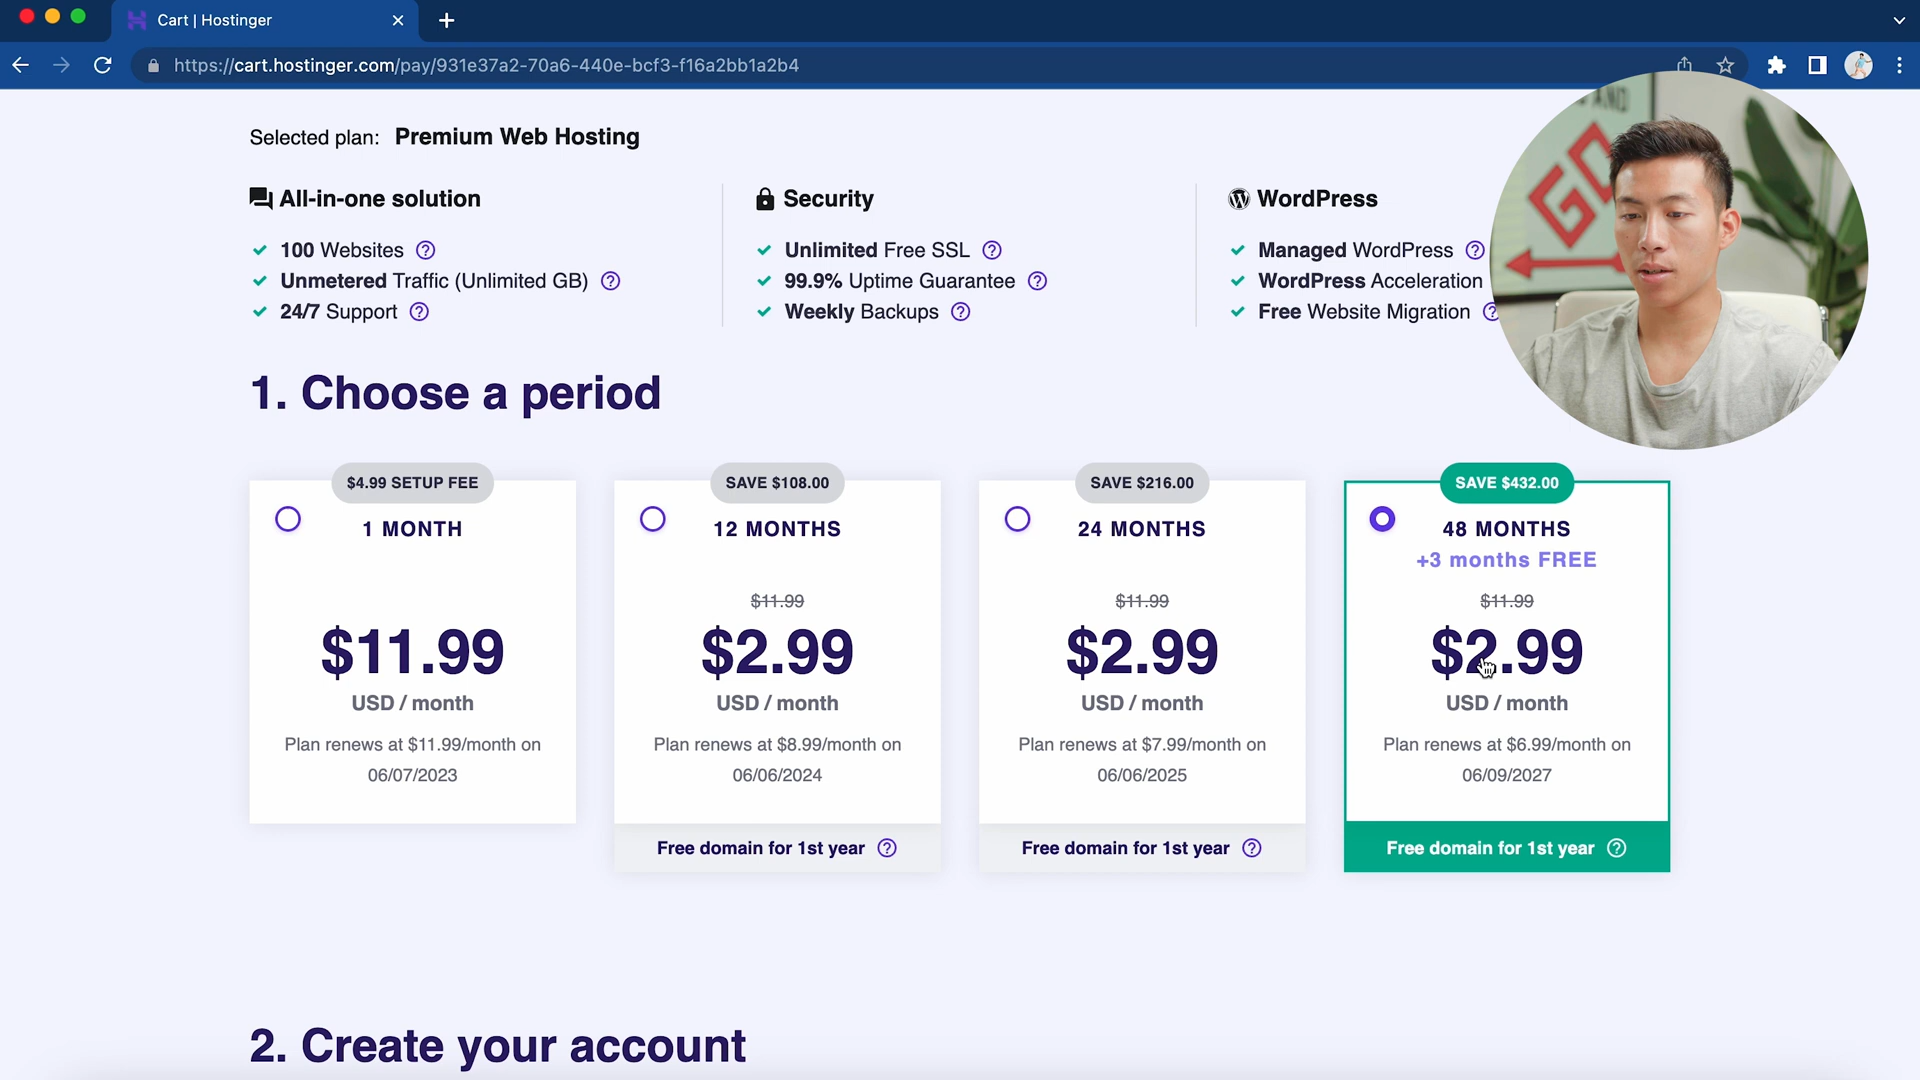 Cart | Hostinger
https://cart.hostinger.com/pay/931e37a2-70a6-440e-bcf3-f16a2bb1a2b4
Selected plan: Premium Web Hosting
All-in-one solution
100 Websites
Unmetered Traffic (Unlimited GB)
24/7 Support
Security
Unlimited Free SSL
99.9% Uptime Guarantee
Weekly Backups
WordPress
Managed WordPress
WordPress Acceleration
Free Website Migration
AND
GO
1. Choose a period
$4.99 SETUP FEE
1 MONTH
$11.99
USD / month
Plan renews at $11.99/month on
06/07/2023
SAVE $108.00
12 MONTHS
$11.99
$2.99
USD / month
Plan renews at $8.99/month on
06/06/2024
Free domain for 1st year
SAVE $216.00
24 MONTHS
$11.99
$2.99
USD / month
Plan renews at $7.99/month on
06/06/2025
Free domain for 1st year
SAVE $432.00
48 MONTHS
+3 months FREE
$11.99
$2.99
USD / month
Plan renews at $6.99/month on
06/09/2027
Free domain for 1st year
2. Create your account